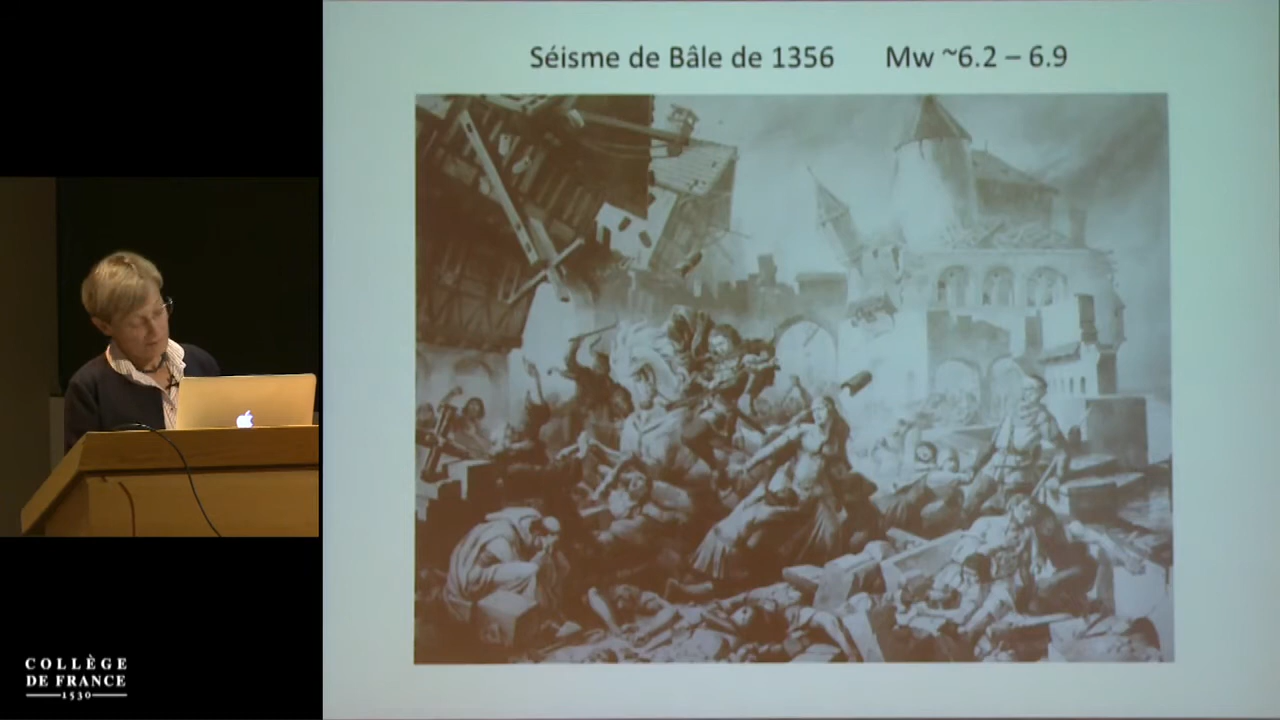 Séisme de Bâle de 1356 Mw ~6.2 – 6.9
COLLÈGE
DE FRANCE
1530